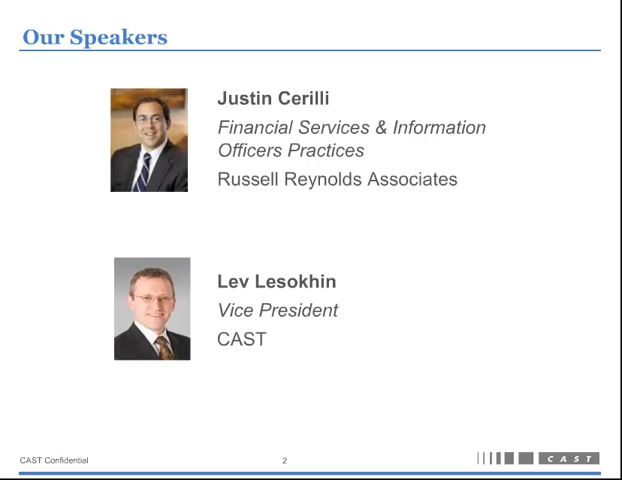 Our Speakers
Justin Cerilli
Financial Services & Information
Officers Practices
Russell Reynolds Associates
Lev Lesokhin
Vice President
CAST
CAST Confidential
2
CAST